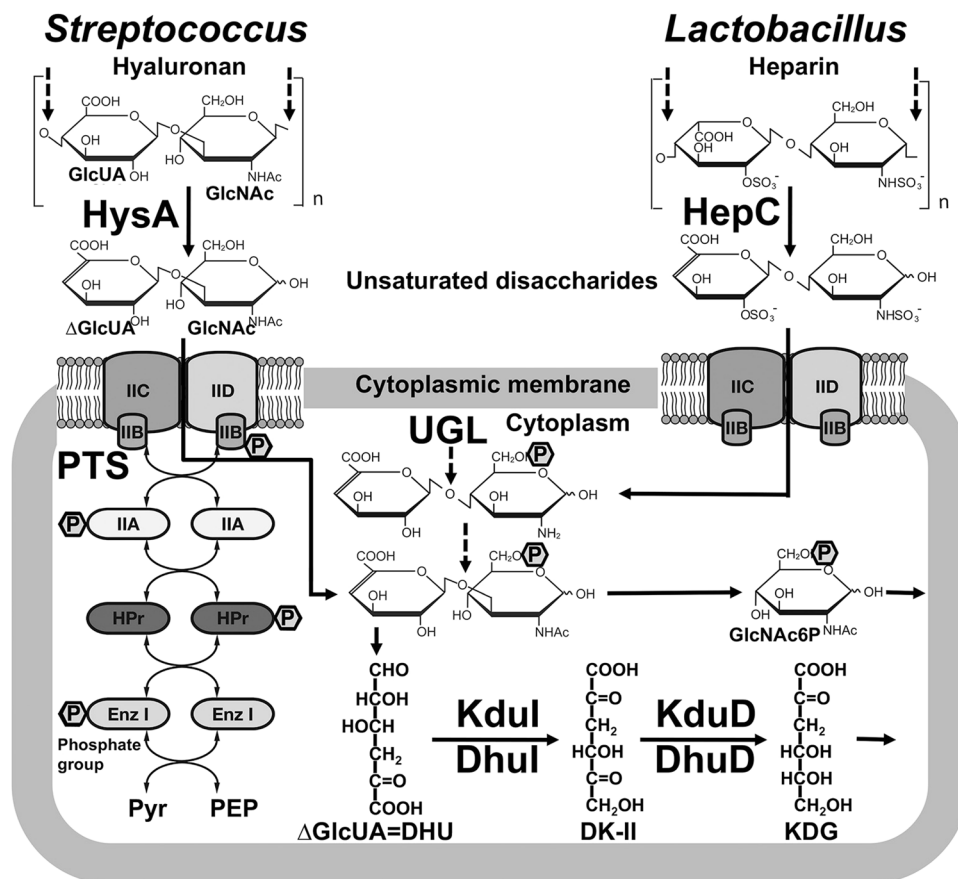 Streptococcus
Lactobacillus
Hyaluronan
Heparin
COOH
CH₂OH
O
O
O
OH
HO
OH
NHAc
GlcUA
GlcNAc
n
CH₂OH
COOH
OH
O
O
O
O
OH
OSO₃⁻
NHSO₃⁻
n
HysA
HepC
COOH
CH₂OH
O
O
O
OH
OH
HO
OH
NHAc
ΔGlcUA
GlcNAc
Unsaturated disaccharides
COOH
CH₂OH
O
O
O
OH
OH
OH
OSO₃⁻
NHSO₃⁻
IIC
IID
IIB
IIB
P
Cytoplasmic membrane
IIC
IID
IIB
IIB
PTS
UGL
Cytoplasm
COOH
CH₂O
P
O
O
O
OH
OH
OH
OH
NH₂
P
IIA
IIA
COOH
CH₂O
P
O
O
O
OH
OH
HO
OH
NHAc
CH₂O
P
O
OH
OH
OH
NHAc
GlcNAc6P
HPr
HPr
P
P
Enz I
Enz I
Phosphate
group
Pyr
PEP
CHO
HCOH
HOCH
CH₂
C=O
COOH
ΔGlcUA=DHU
KduI
DhuI
COOH
C=O
CH₂
HCOH
C=O
CH₂OH
DK-II
KduD
DhuD
COOH
C=O
CH₂
HCOH
HCOH
CH₂OH
KDG